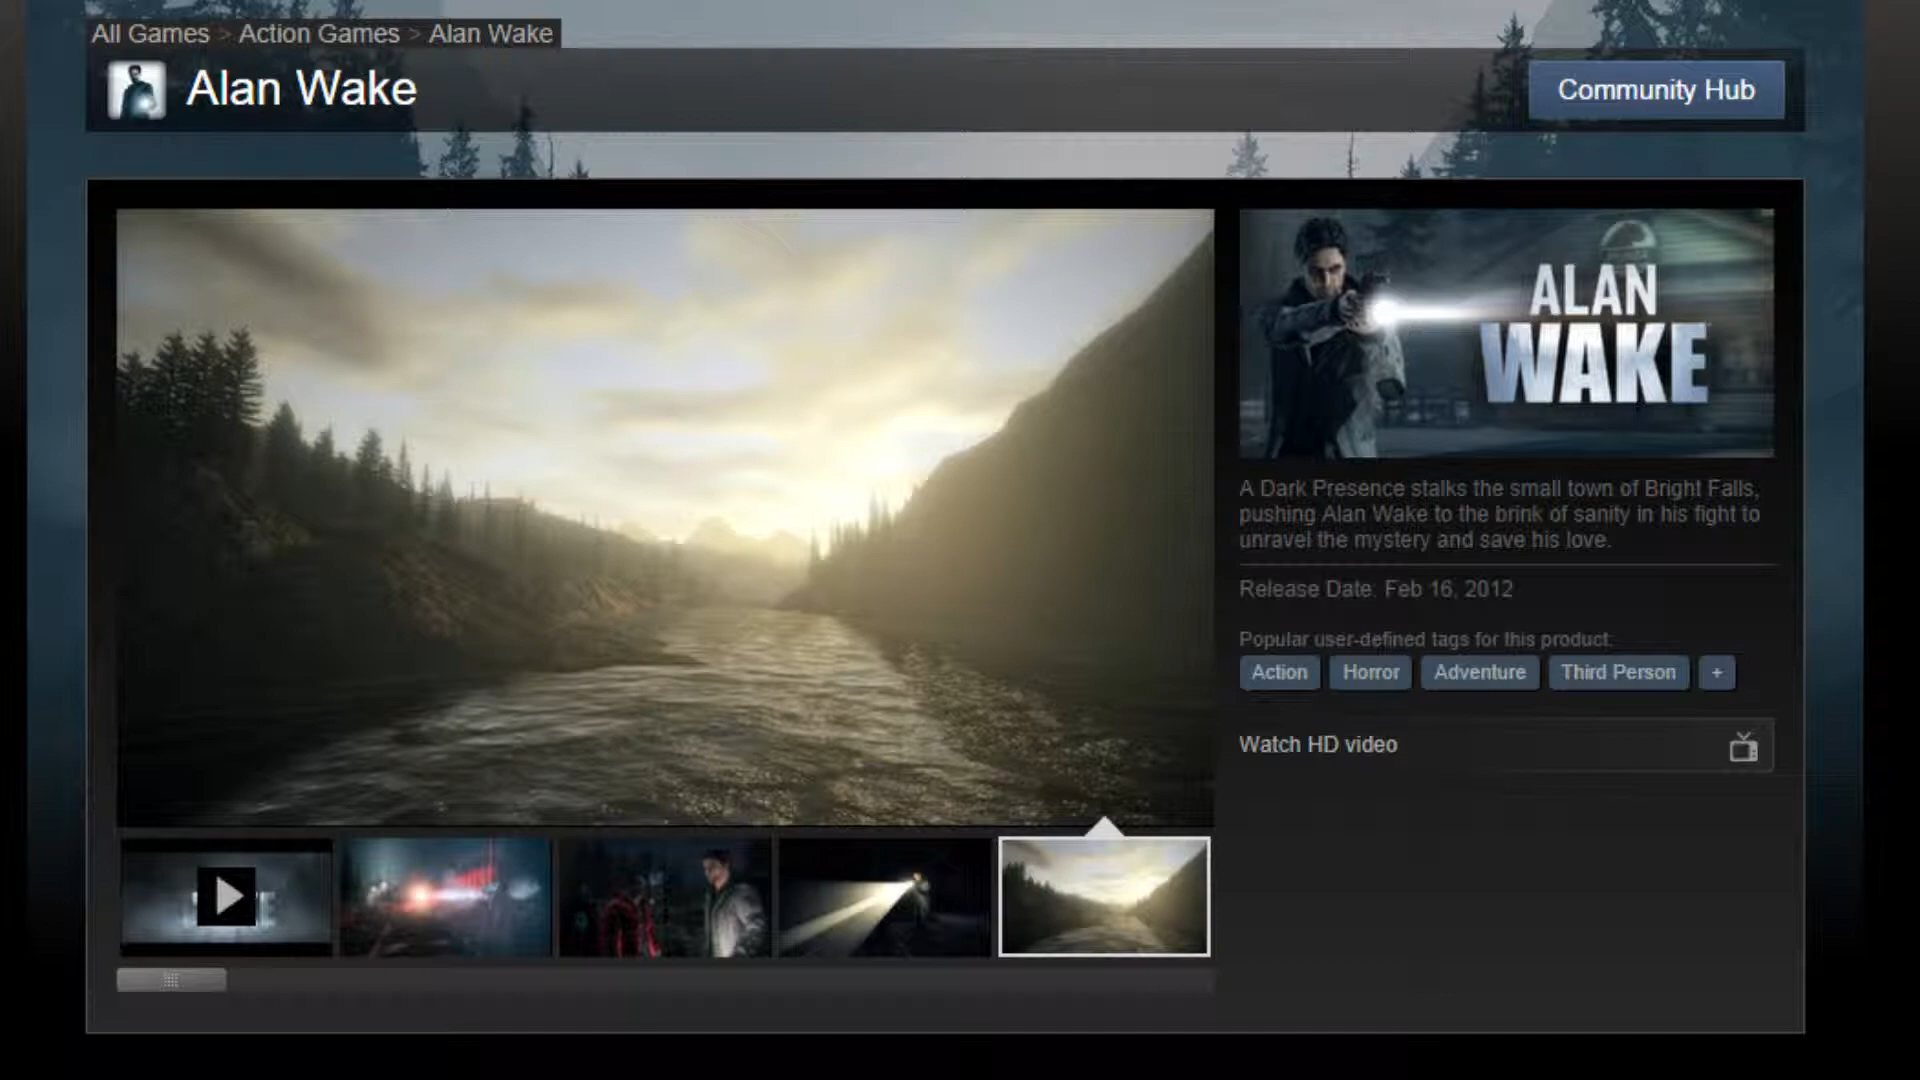 All Games > Action Games > Alan Wake
Alan Wake
Community Hub
ALAN
WAKE
A Dark Presence stalks the small town of Bright Falls,
pushing Alan Wake to the brink of sanity in his fight to
unravel the mystery and save his love.
Release Date: Feb 16, 2012
Popular user-defined tags for this product:
Action Horror Adventure Third Person +
Watch HD video